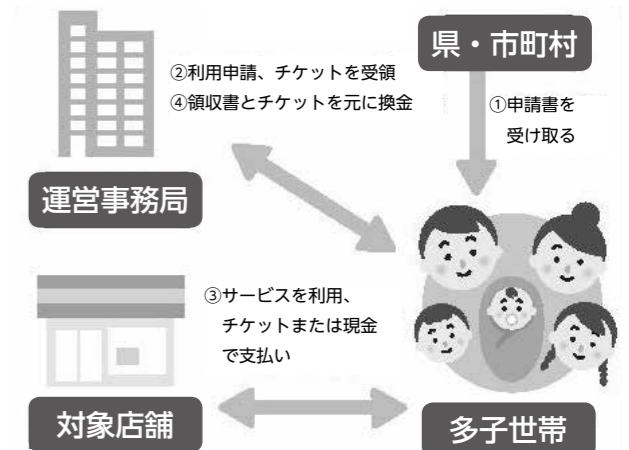 県・市町村
①申請書を
受け取る
②利用申請、チケットを受領
④領収書とチケットを元に換金
運営事務局
③サービスを利用、
チケットまたは現金
で支払い
対象店舗
多子世帯